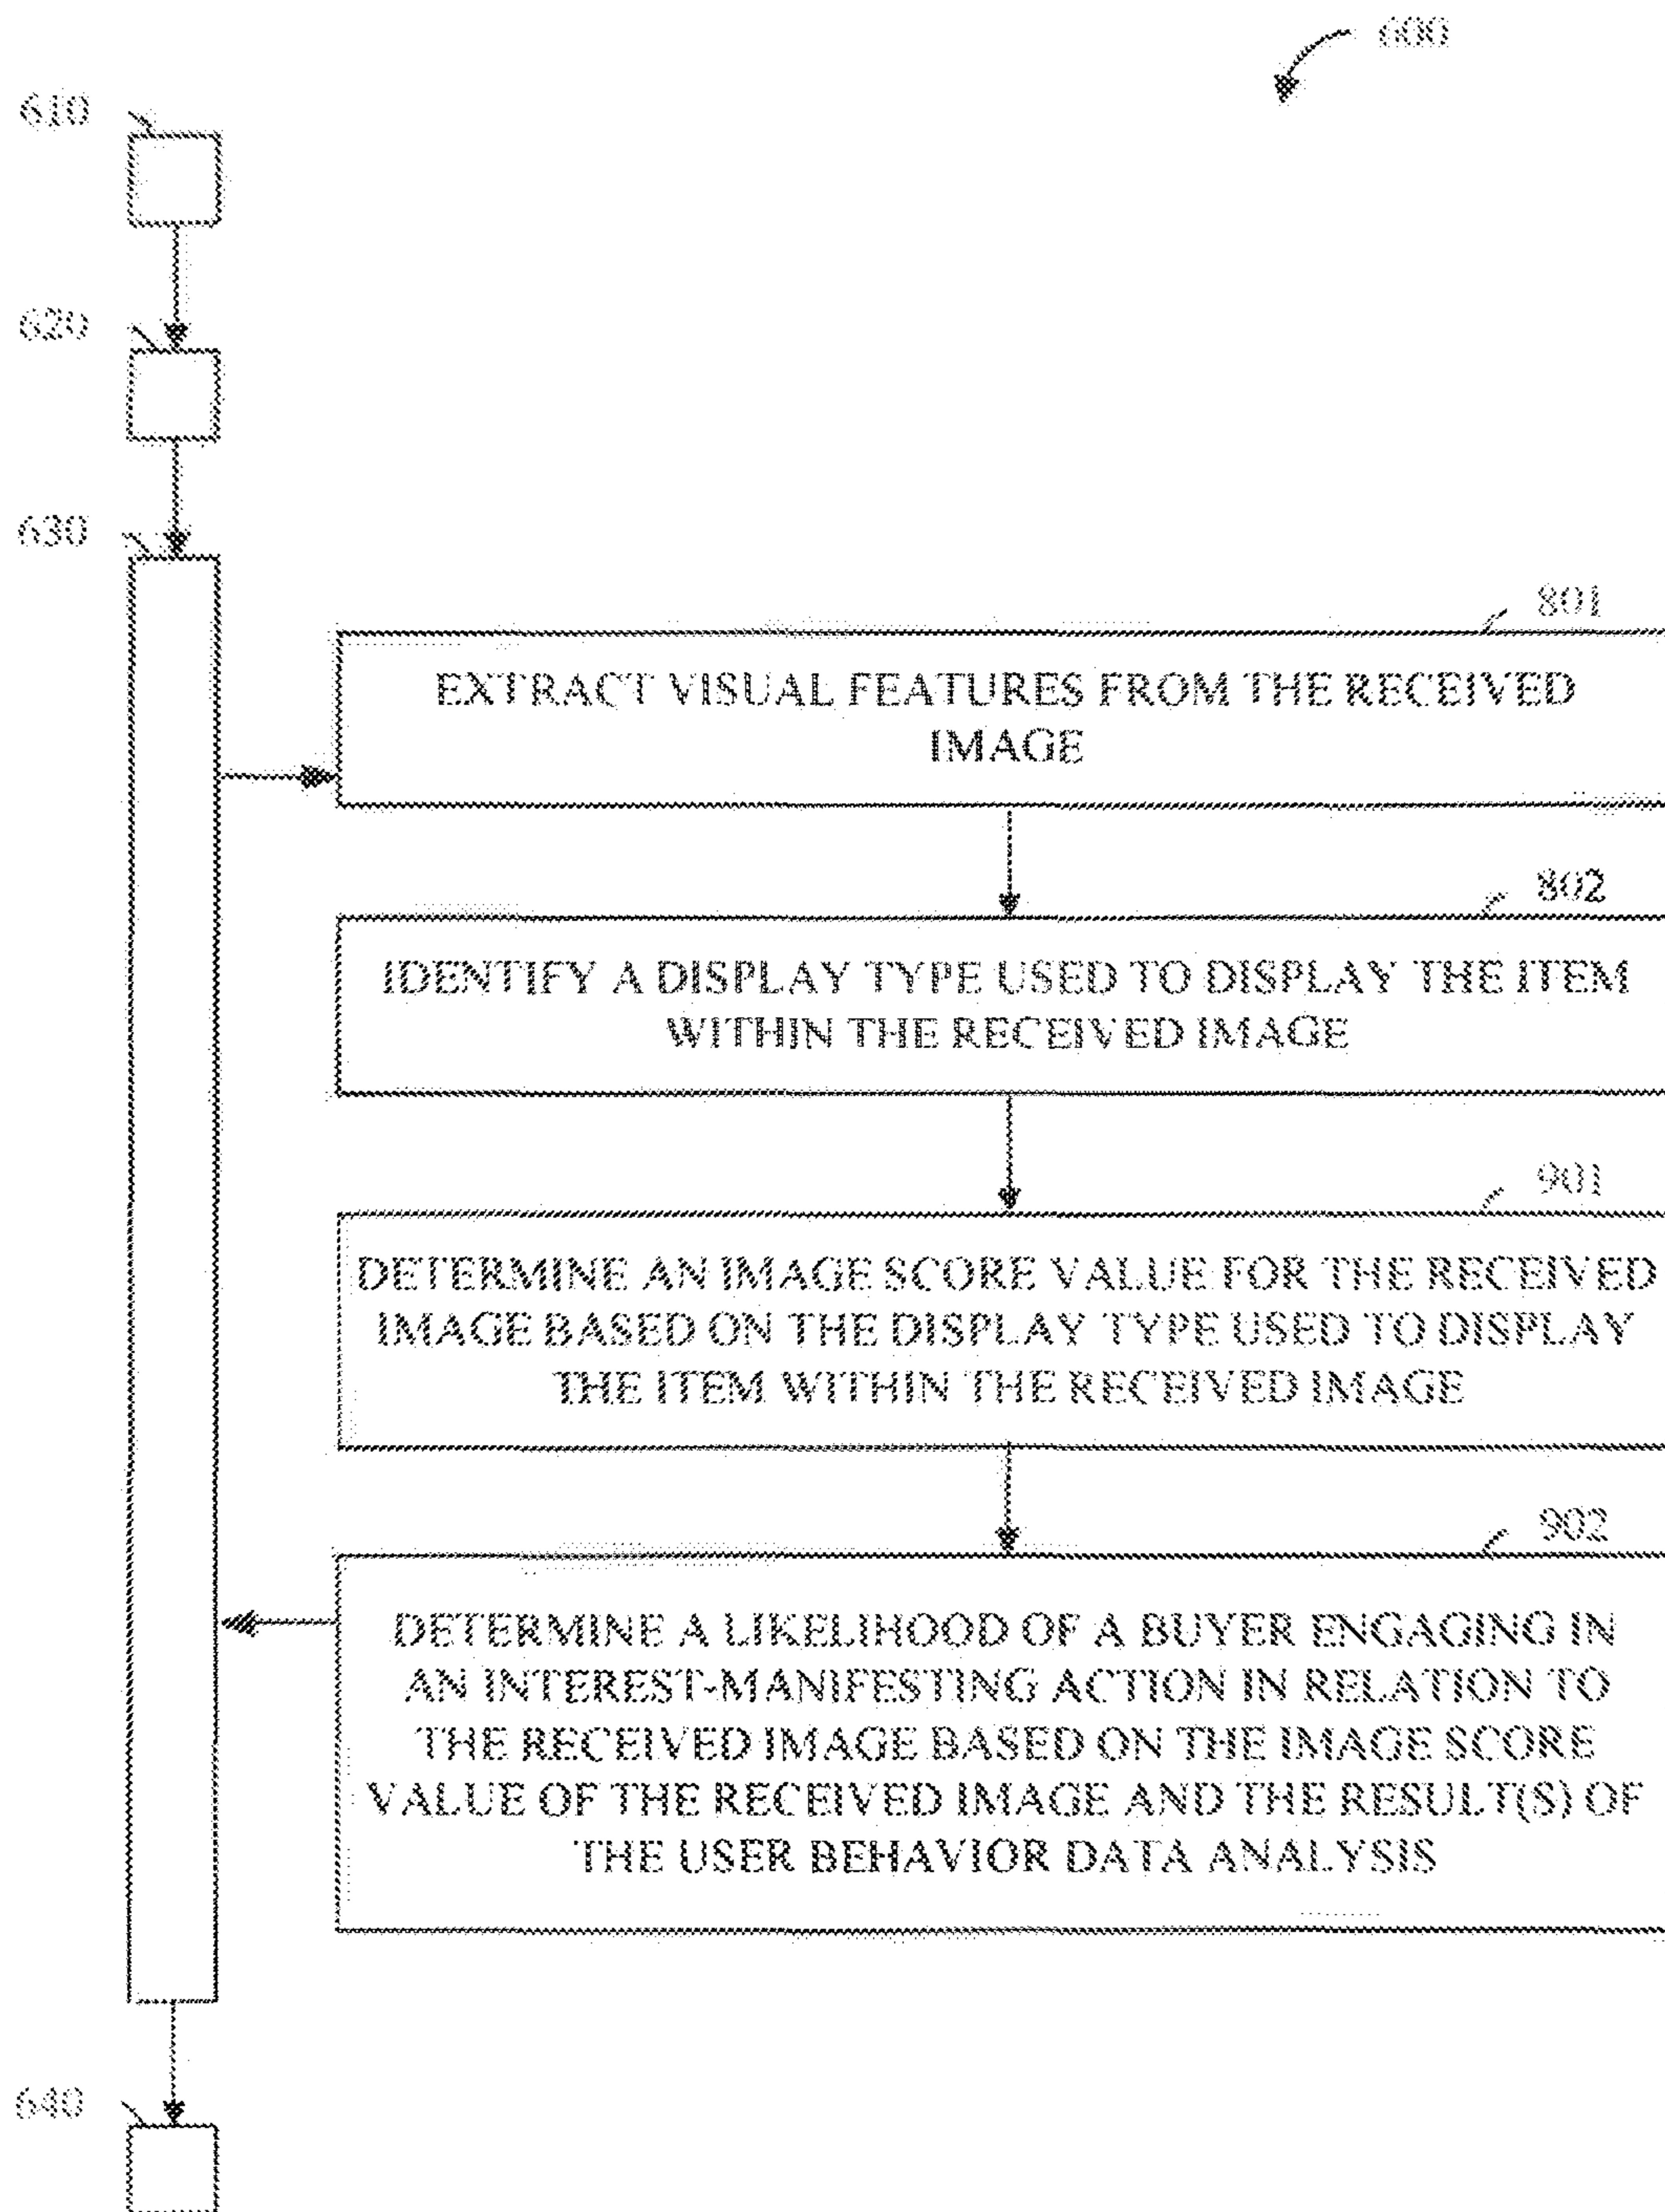 600
610
620
630
801
EXTRACT VISUAL FEATURES FROM THE RECEIVED
IMAGE
802
IDENTIFY A DISPLAY TYPE USED TO DISPLAY THE ITEM
WITHIN THE RECEIVED IMAGE
901
DETERMINE AN IMAGE SCORE VALUE FOR THE RECEIVED
IMAGE BASED ON THE DISPLAY TYPE USED TO DISPLAY
THE ITEM WITHIN THE RECEIVED IMAGE
902
DETERMINE A LIKELIHOOD OF A BUYER ENGAGING IN
AN INTEREST-MANIFESTING ACTION IN RELATION TO
THE RECEIVED IMAGE BASED ON THE IMAGE SCORE
VALUE OF THE RECEIVED IMAGE AND THE RESULT(S) OF
THE USER BEHAVIOR DATA ANALYSIS
640